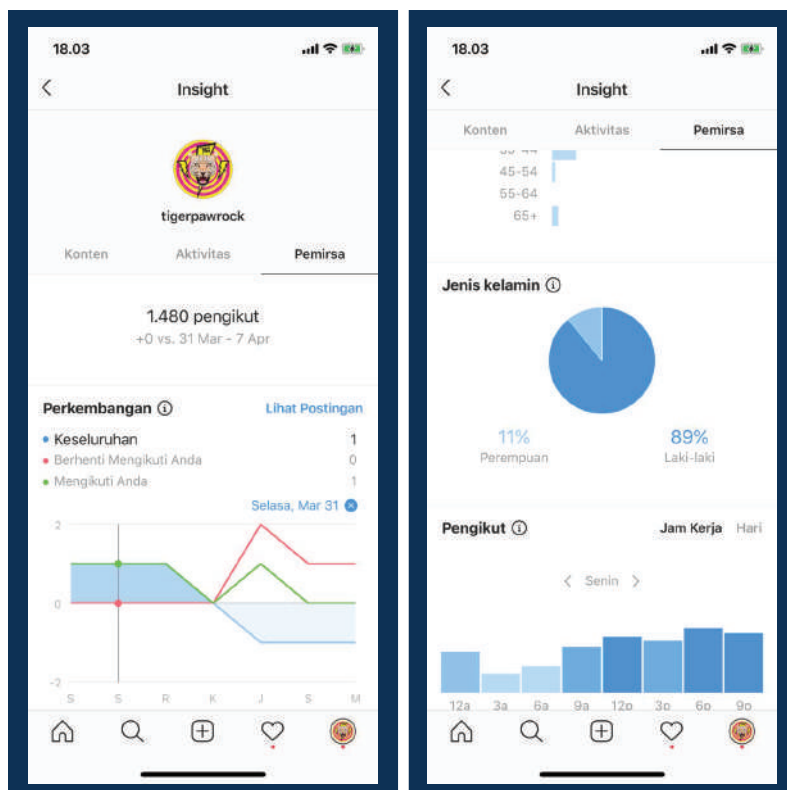 18.03
Insight
tigerpawrock
Konten Aktivitas Pemirsa
1.480 pengikut
+0 vs. 31 Mar - 7 Apr
Perkembangan Lihat Postingan
Keseluruhan 1
Berhenti Mengikuti Anda 0
Mengikuti Anda 1
Selasa, Mar 31
2
0
-2
S S R K J S M
18.03
Insight
Konten Aktivitas Pemirsa
45-54
55-64
65+
Jenis kelamin
11% 89%
Perempuan Laki-laki
Pengikut Jam Kerja Hari
< Senin >
12a 3a 6a 9a 12p 3p 6p 9p